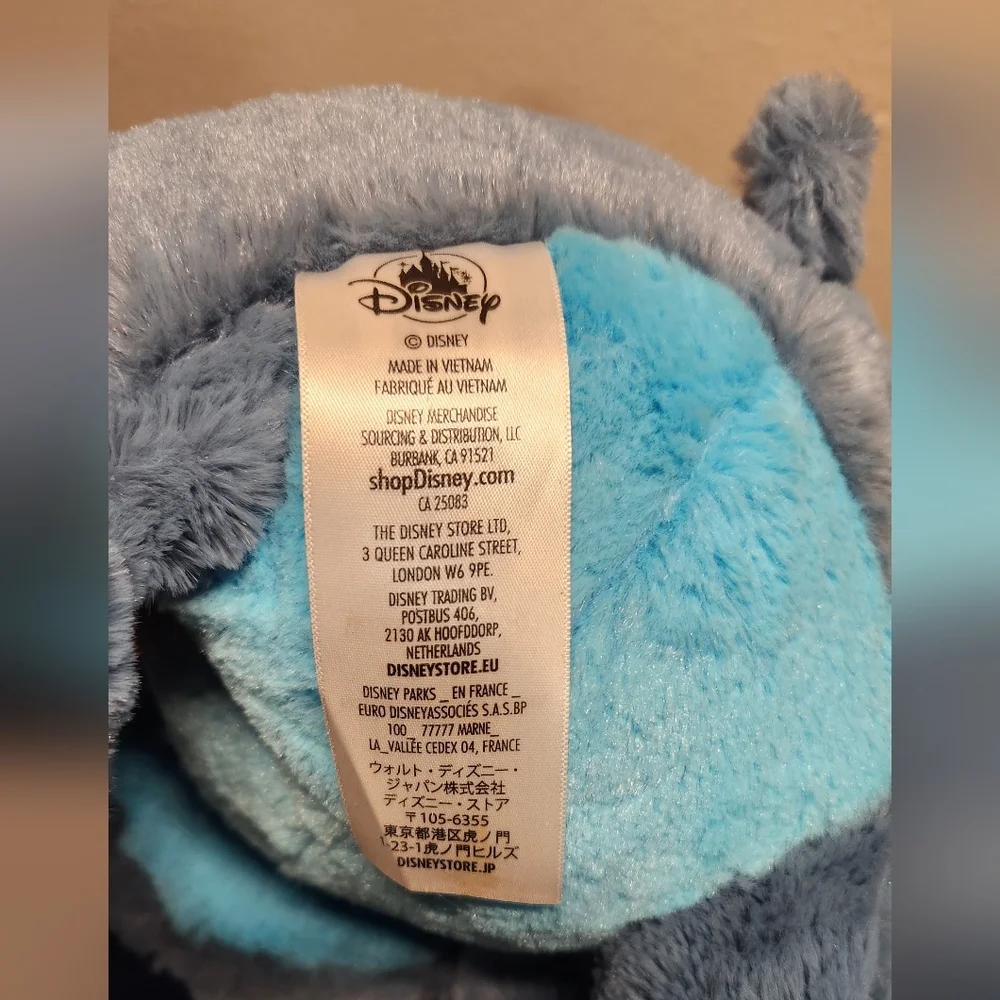 Disney
© DISNEY
MADE IN VIETNAM
FABRIQUÉ AU VIETNAM
DISNEY MERCHANDISE
SOURCING & DISTRIBUTION, LLC
BURBANK, CA 91521
shopDisney.com
CA 25083
THE DISNEY STORE LTD,
3 QUEEN CAROLINE STREET,
LONDON W6 9PE.
DISNEY TRADING BV,
POSTBUS 406,
2130 AK HOOFDDORP,
NETHERLANDS
DISNEYSTORE.EU
DISNEY PARKS _ EN FRANCE _
EURO DISNEYASSOCIÉS S.A.S.BP
100_ 77777 MARNE_
LA_VALLÉE CEDEX 04, FRANCE
ウォルト・ディズニー・
ジャパン株式会社
ディズニー・ストア
〒105-6355
東京都港区虎ノ門
1-23-1虎ノ門ヒルズ
DISNEYSTORE.JP